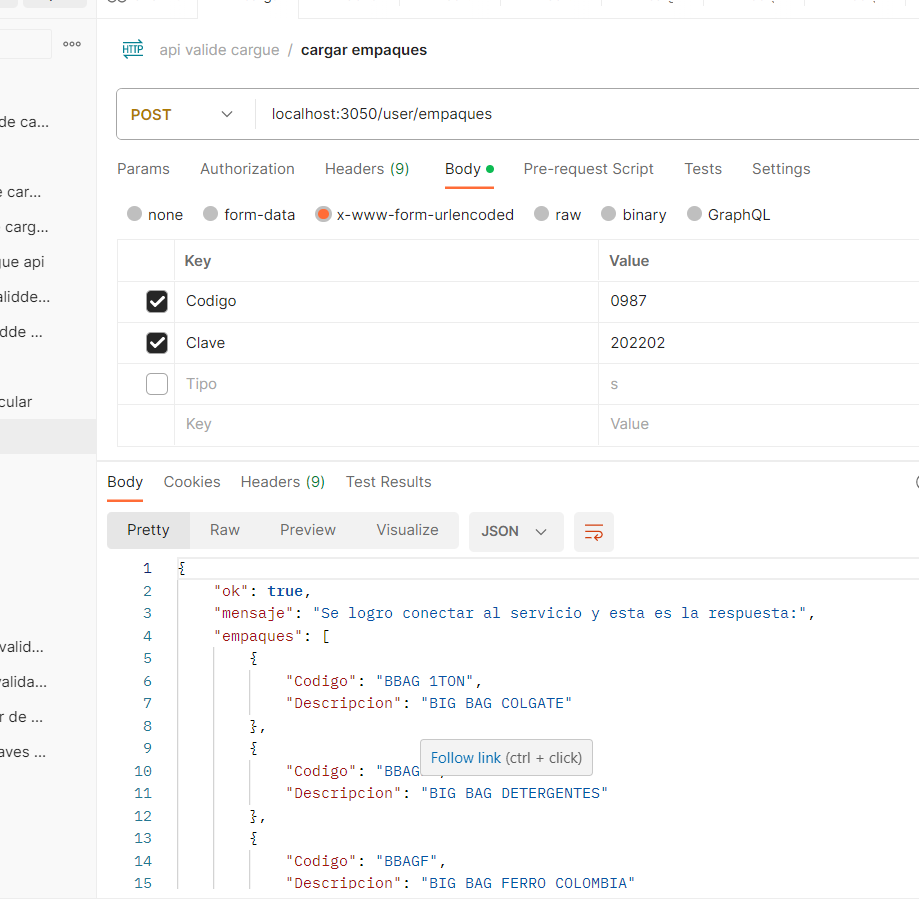 api valide cargue / cargar empaques
de ca...
POST
localhost:3050/user/empaques
Params Authorization Headers (9) Body Pre-request Script Tests Settings
e car...
none form-data x-www-form-urlencoded raw binary GraphQL
carg...
Key Value
gue api
alidde...
Codigo 0987
dde ...
Clave 202202
Tipo s
cular
Key Value
Body Cookies Headers (9) Test Results
Pretty Raw Preview Visualize JSON
1 {
2 "ok": true,
3 "mensaje": "Se logro conectar al servicio y esta es la respuesta:",
4 "empaques": [
valid...
5 {
6 "Codigo": "BBAG 1TON",
valida...
7 "Descripcion": "BIG BAG COLGATE"
r de ...
8 },
9 {
aves ...
Follow link (ctrl + click)
10 "Codigo": "BBAG
11 "Descripcion": "BIG BAG DETERGENTES"
12 },
13 {
14 "Codigo": "BBAGF",
15 "Descripcion": "BIG BAG FERRO COLOMBIA"